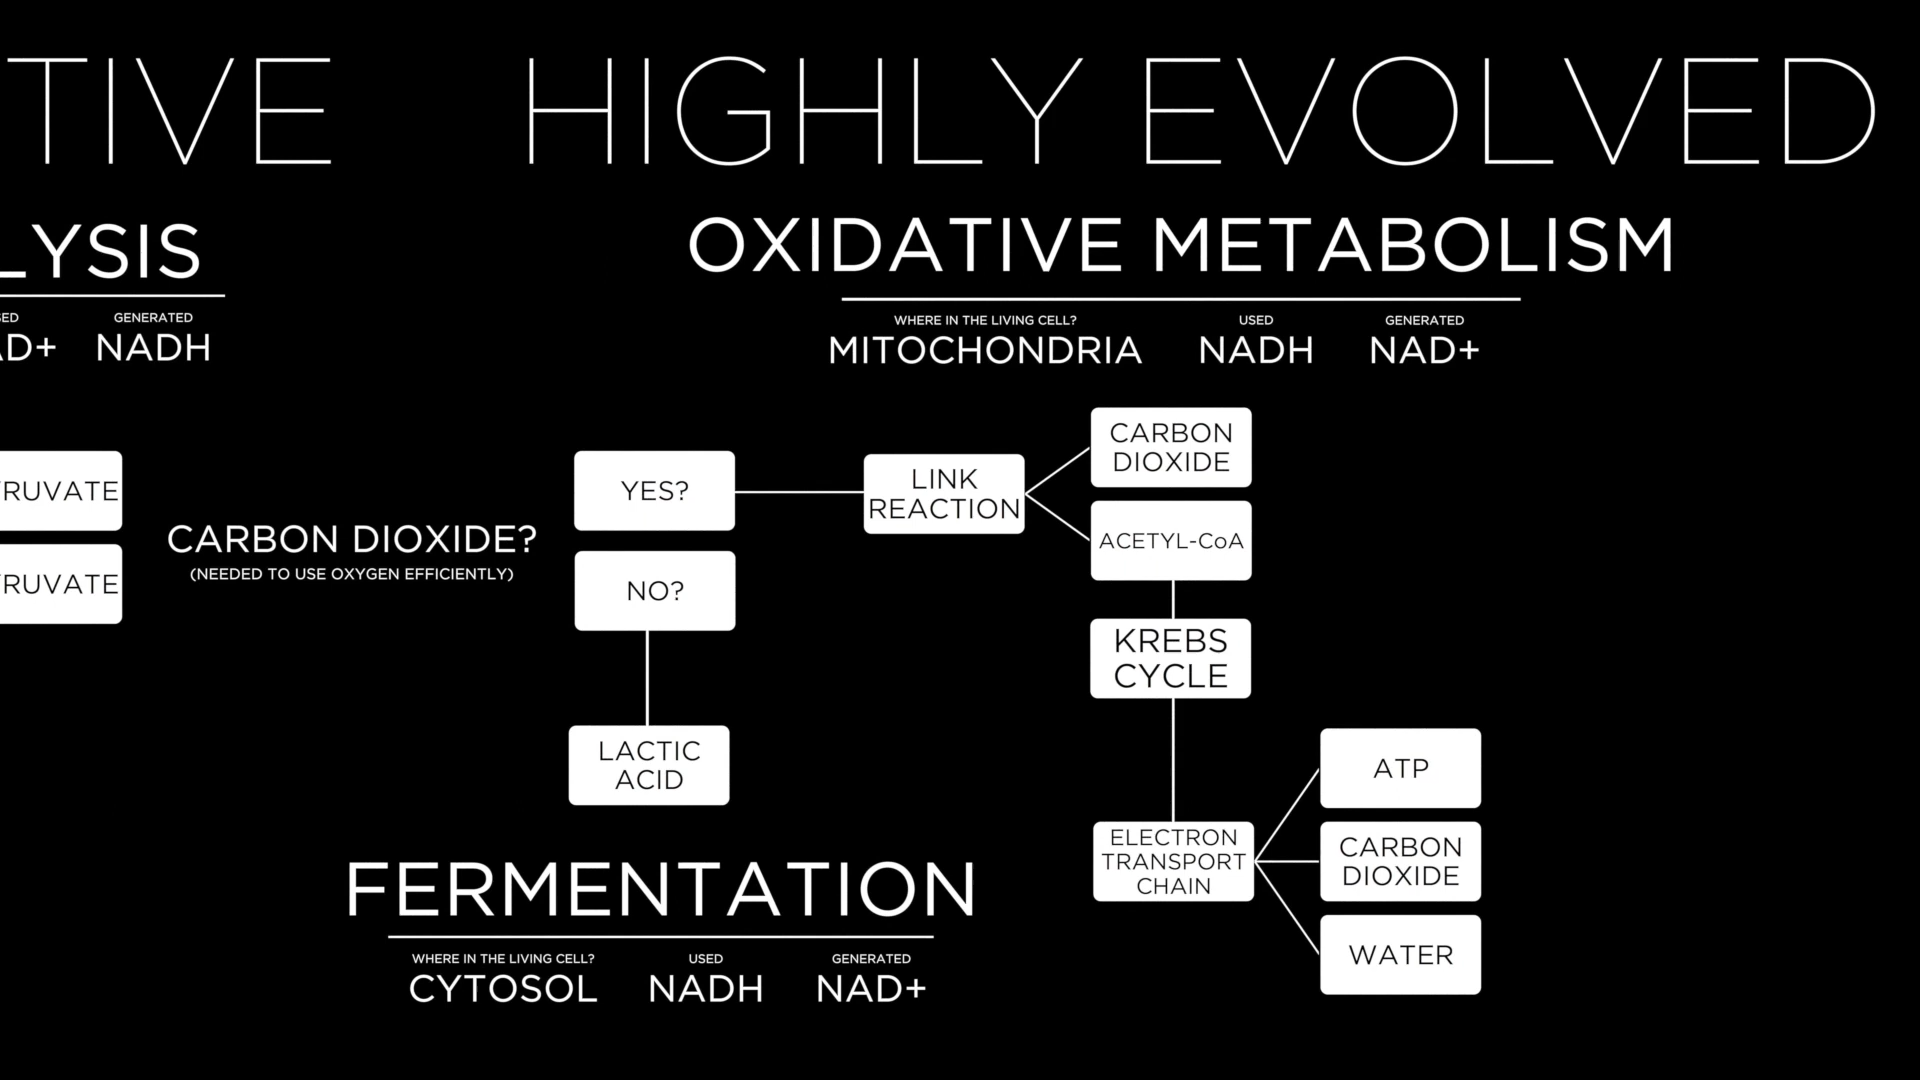 TIVE HIGHLY EVOLVED
LYSIS
OXIDATIVE METABOLISM
ED GENERATED
D+ NADH
WHERE IN THE LIVING CELL? USED GENERATED
MITOCHONDRIA NADH NAD+
RUVATE
RUVATE
CARBON DIOXIDE?
(NEEDED TO USE OXYGEN EFFICIENTLY)
YES?
NO?
LINK
REACTION
CARBON
DIOXIDE
ACETYL-CoA
KREBS
CYCLE
LACTIC
ACID
ELECTRON
TRANSPORT
CHAIN
ATP
CARBON
DIOXIDE
WATER
FERMENTATION
WHERE IN THE LIVING CELL? USED GENERATED
CYTOSOL NADH NAD+